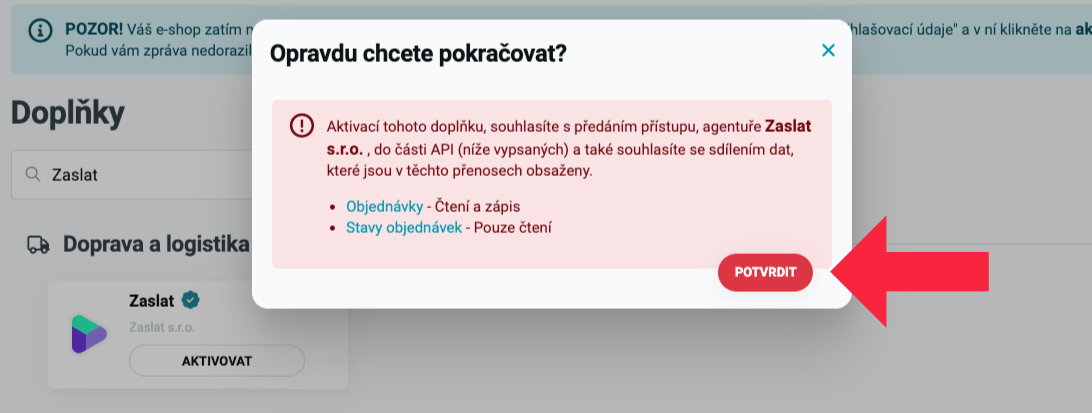 POZOR! Váš e-shop zatím
hlašovací údaje" a v ní klikněte na
Pokud vám zpráva nedorazil
Opravdu chcete pokračovat?
Doplňky
Aktivací tohoto doplňku, souhlasíte s předáním přístupu, agentuře Zaslat
s.r.o. , do části API (níže vypsaných) a také souhlasíte se sdílením dat,
které jsou v těchto přenosech obsaženy.
Zaslat
Objednávky - Čtení a zápis
Stavy objednávek - Pouze čtení
Doprava a logistika
POTVRDIT
Zaslat
Zaslat s.r.o.
AKTIVOVAT